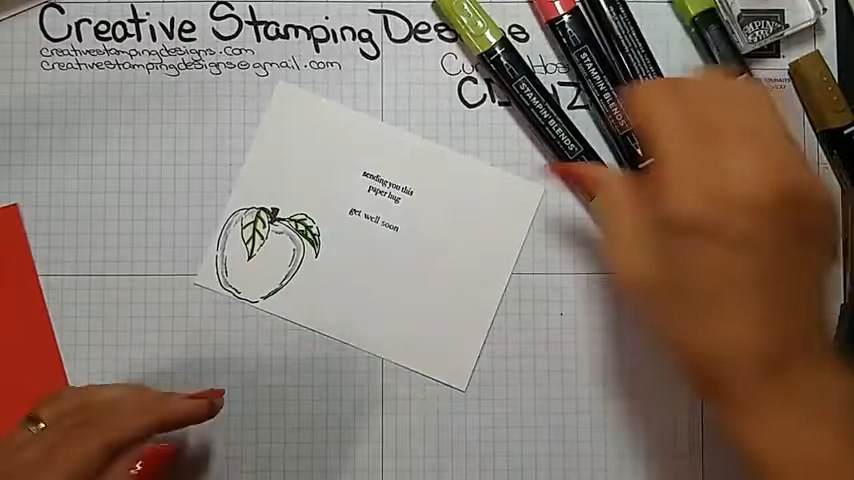 Creative Stamping Designs
creativestampingdesigns.com
creativestampingdesigns@gmail.com
STAMPIN' BLENDS
STAMPIN' BLENDS
sending you this
paper hug
get well soon